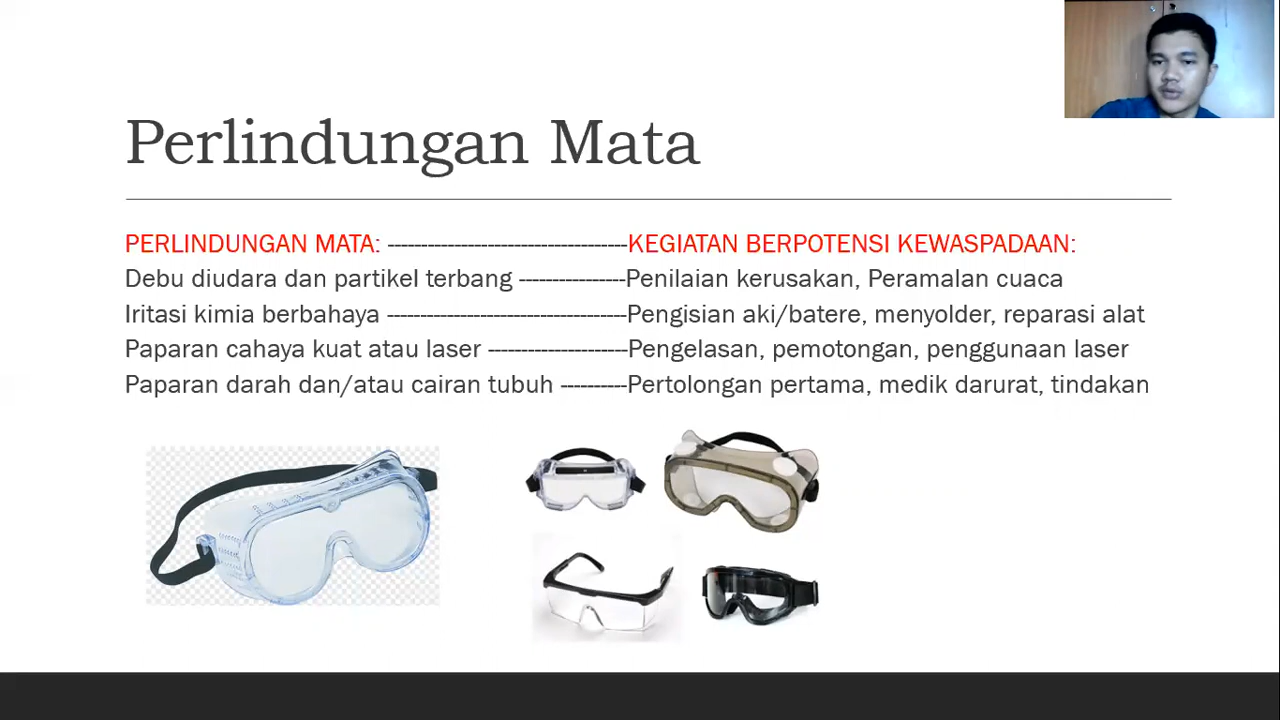 Perlindungan Mata
PERLINDUNGAN MATA: ------------------------------------KEGIATAN BERPOTENSI KEWASPADAAN:
Debu diudara dan partikel terbang ----------------Penilaian kerusakan, Peramalan cuaca
Iritasi kimia berbahaya ------------------------------------Pengisian aki/batere, menyolder, reparasi alat
Paparan cahaya kuat atau laser ---------------------Pengelasan, pemotongan, penggunaan laser
Paparan darah dan/atau cairan tubuh ----------Pertolongan pertama, medik darurat, tindakan